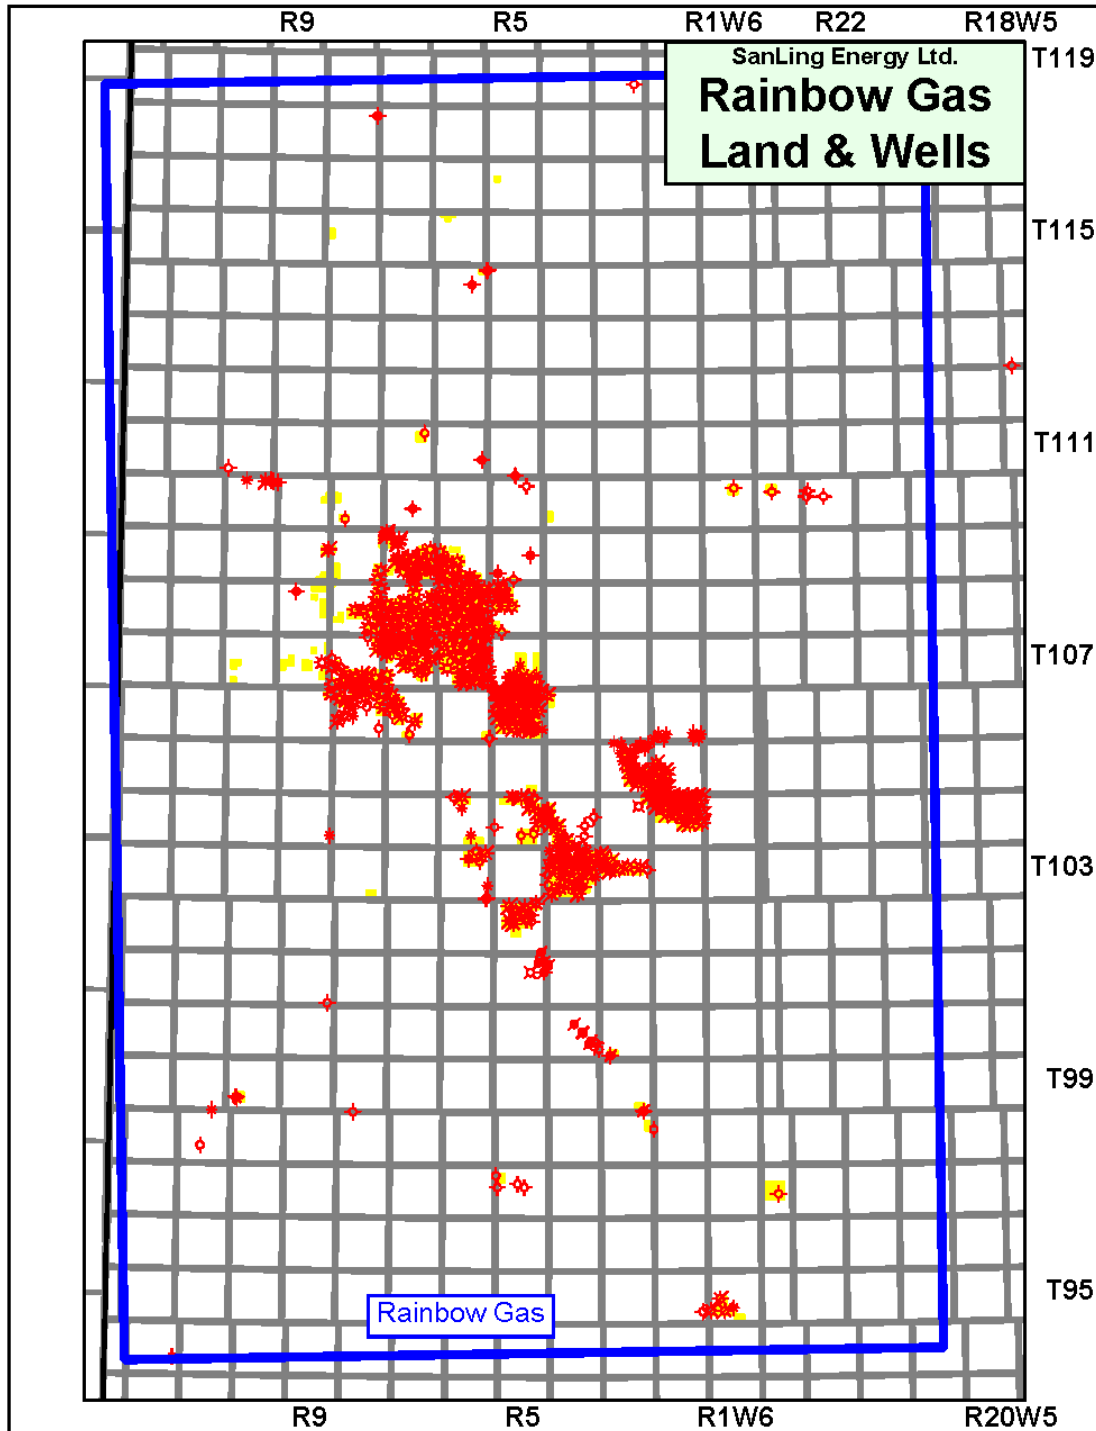 R9 R5 R1W6 R22 R18W5
SanLing Energy Ltd.
Rainbow Gas
Land & Wells
T119
T115
T111
T107
T103
T99
T95
Rainbow Gas
R9 R5 R1W6 R20W5